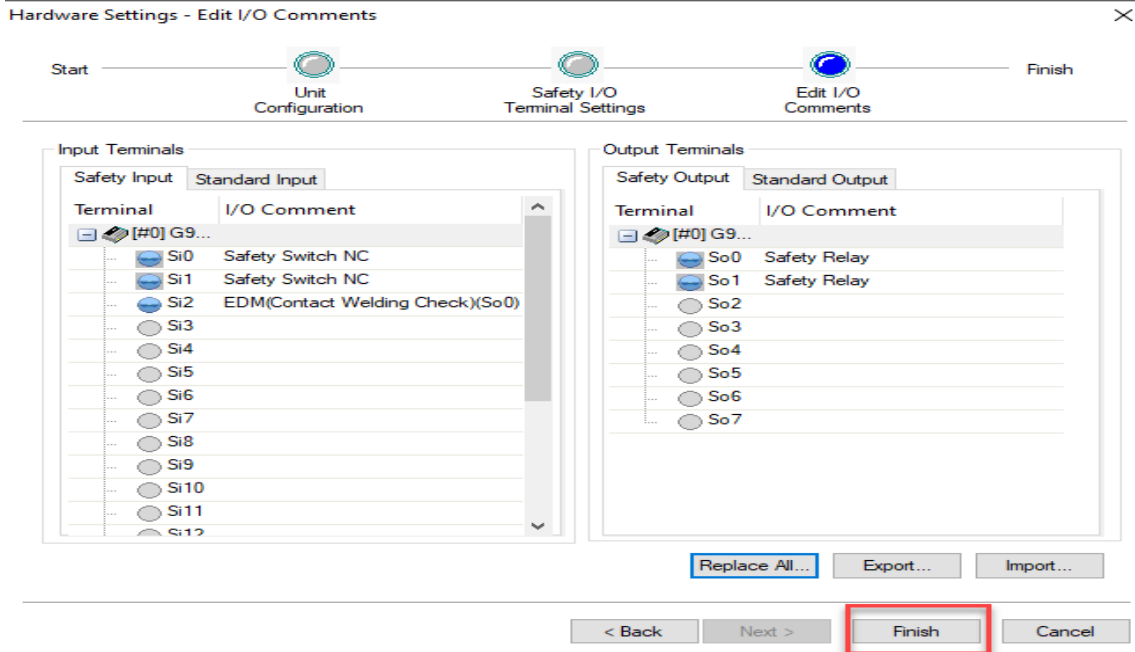 Hardware Settings - Edit I/O Comments
Start
Unit
Configuration
Safety I/O
Terminal Settings
Edit I/O
Comments
Finish
Input Terminals
Safety Input Standard Input
Terminal I/O Comment
[#0] G9...
Si0 Safety Switch NC
Si1 Safety Switch NC
Si2 EDM(Contact Welding Check)(So0)
Si3
Si4
Si5
Si6
Si7
Si8
Si9
Si10
Si11
Si12
Output Terminals
Safety Output Standard Output
Terminal I/O Comment
[#0] G9...
So0 Safety Relay
So1 Safety Relay
So2
So3
So4
So5
So6
So7
Replace All... Export... Import...
< Back Next > Finish Cancel